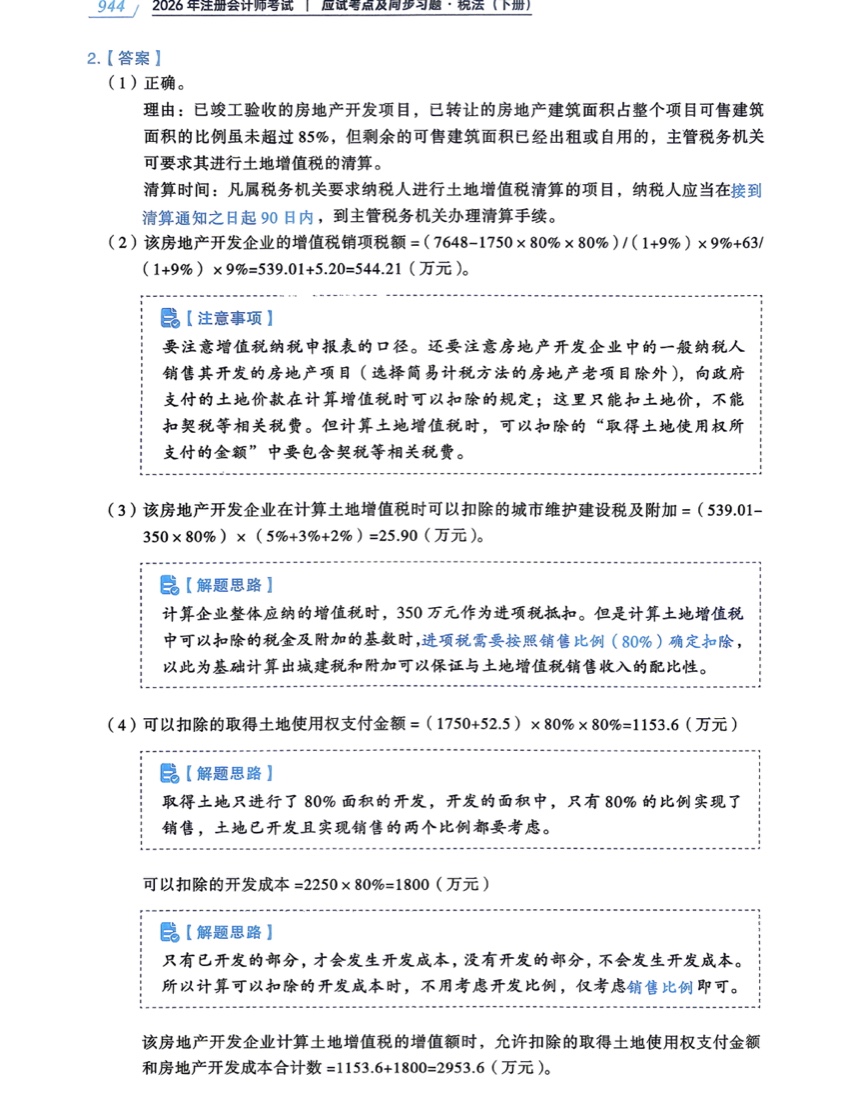 944 2026年注册会计师考试 | 应试考点及同步习题·税法（下册）
2.【答案】
（1）正确。
理由：已竣工验收的房地产开发项目，已转让的房地产建筑面积占整个项目可售建筑
面积的比例虽未超过 85%，但剩余的可售建筑面积已经出租或自用的，主管税务机关
可要求其进行土地增值税的清算。
清算时间：凡属税务机关要求纳税人进行土地增值税清算的项目，纳税人应当在接到
清算通知之日起 90 日内，到主管税务机关办理清算手续。
（2）该房地产开发企业的增值税销项税额 =（7648-1750×80%×80%）/（1+9%）×9%+63/
（1+9%）×9%=539.01+5.20=544.21（万元）。
【注意事项】
要注意增值税纳税申报表的口径。还要注意房地产开发企业中的一般纳税人
销售其开发的房地产项目（选择简易计税方法的房地产老项目除外），向政府
支付的土地价款在计算增值税时可以扣除的规定；这里只能扣土地价，不能
扣契税等相关税费。但计算土地增值税时，可以扣除的“取得土地使用权所
支付的金额”中要包含契税等相关税费。
（3）该房地产开发企业在计算土地增值税时可以扣除的城市维护建设税及附加 =（539.01-
350×80%）×（5%+3%+2%）=25.90（万元）。
【解题思路】
计算企业整体应纳的增值税时，350 万元作为进项税抵扣。但是计算土地增值税
中可以扣除的税金及附加的基数时，进项税需要按照销售比例（80%）确定扣除，
以此为基础计算出城建税和附加可以保证与土地增值税销售收入的配比性。
（4）可以扣除的取得土地使用权支付金额 =（1750+52.5）×80%×80%=1153.6（万元）
【解题思路】
取得土地只进行了 80% 面积的开发，开发的面积中，只有 80% 的比例实现了
销售，土地已开发且实现销售的两个比例都要考虑。
可以扣除的开发成本 =2250×80%=1800（万元）
【解题思路】
只有已开发的部分，才会发生开发成本，没有开发的部分，不会发生开发成本。
所以计算可以扣除的开发成本时，不用考虑开发比例，仅考虑销售比例即可。
该房地产开发企业计算土地增值税的增值额时，允许扣除的取得土地使用权支付金额
和房地产开发成本合计数 =1153.6+1800=2953.6（万元）。